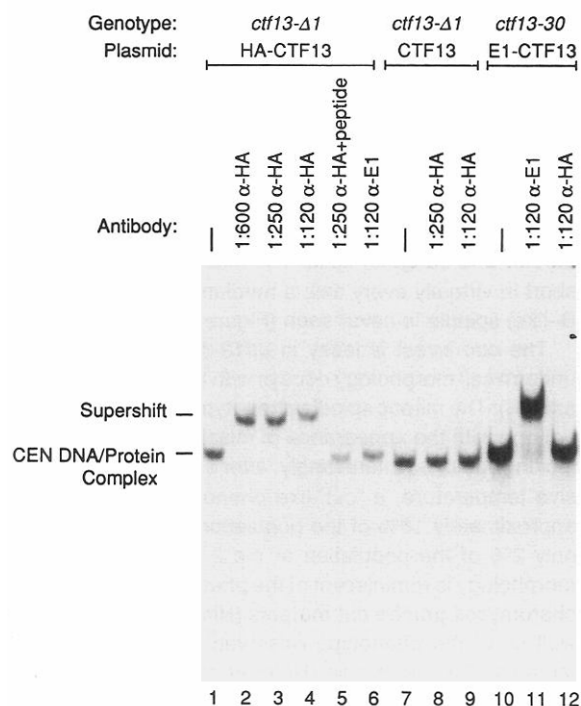 Genotype: ctf13-Δ1 ctf13-Δ1 ctf13-30
Plasmid: HA-CTF13 CTF13 E1-CTF13
Antibody: — 1:600 α-HA 1:250 α-HA 1:120 α-HA 1:250 α-HA+peptide 1:120 α-E1 — 1:250 α-HA 1:120 α-HA — 1:120 α-E1 1:120 α-HA
Supershift —
CEN DNA/Protein —
Complex
1 2 3 4 5 6 7 8 9 10 11 12